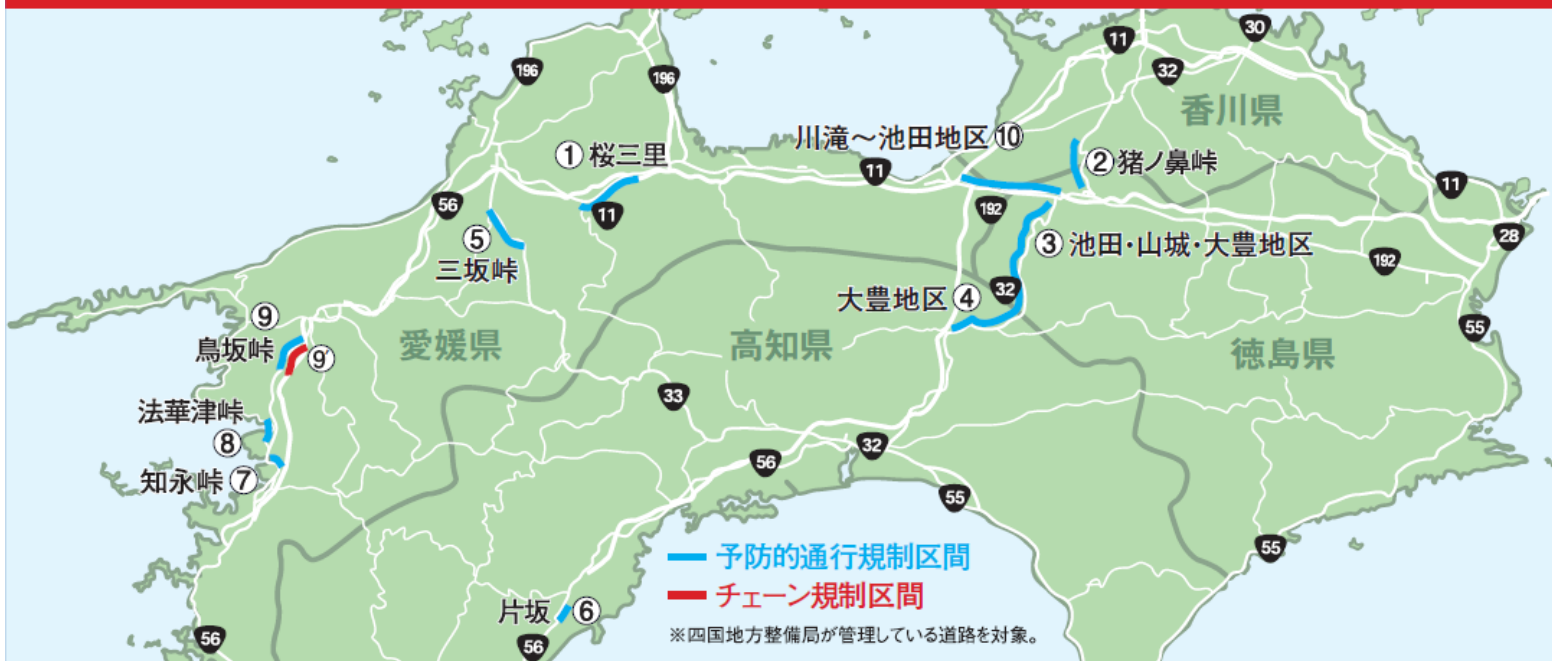 196
196
11
30
32
香川県
① 桜三里
川滝～池田地区 ⑩
② 猪ノ鼻峠
11
11
56
11
192
28
⑤
三坂峠
③ 池田・山城・大豊地区
192
大豊地区 ④
32
55
⑨
鳥坂峠
⑨'
愛媛県
高知県
徳島県
法華津峠
⑧
33
知永峠 ⑦
56
32
55
55
予防的通行規制区間
チェーン規制区間
片坂 ⑥
※四国地方整備局が管理している道路を対象。
56
56